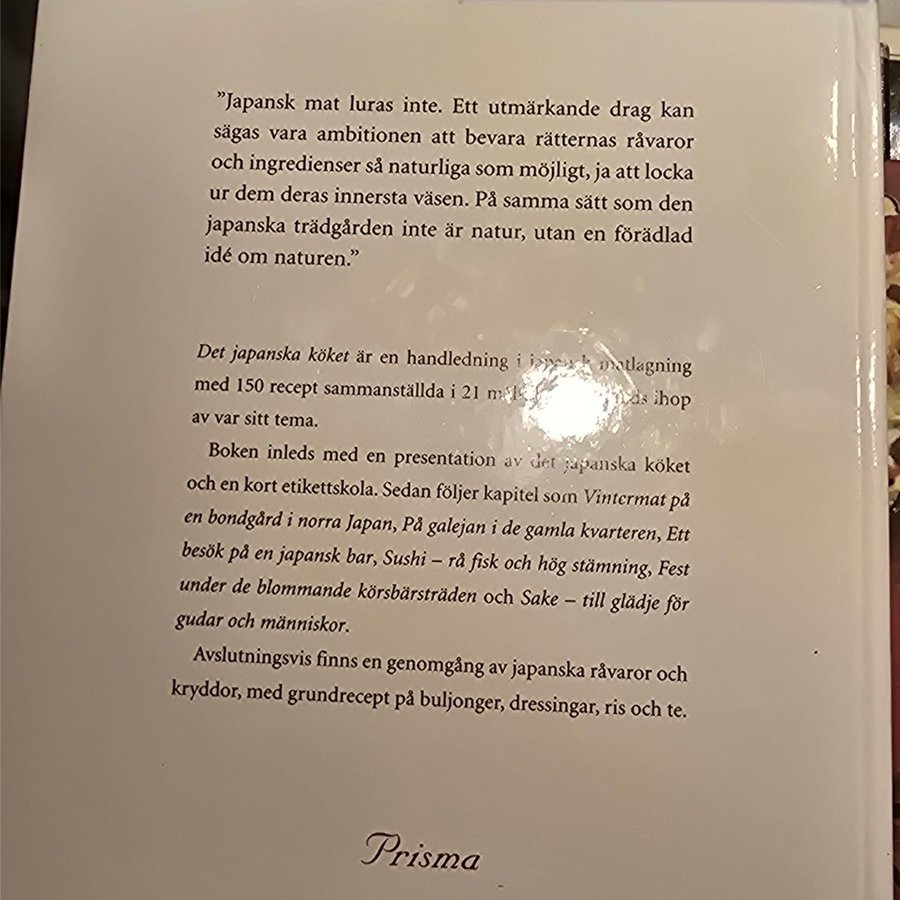 ”Japansk mat luras inte. Ett utmärkande drag kan
sägas vara ambitionen att bevara rätternas råvaror
och ingredienser så naturliga som möjligt, ja att locka
ur dem deras innersta väsen. På samma sätt som den
japanska trädgården inte är natur, utan en förädlad
idé om naturen.”
Det japanska köket är en handledning i japansk matlagning
med 150 recept sammanställda i 21 ihop
av var sitt tema.
Boken inleds med en presentation av det japanska köket
och en kort etikettskola. Sedan följer kapitel som Vintermat på
en bondgård i norra Japan, På galejan i de gamla kvarteren, Ett
besök på en japansk bar, Sushi – rå fisk och hög stämning, Fest
under de blommande körsbärsträden och Sake – till glädje för
gudar och människor.
Avslutningsvis finns en genomgång av japanska råvaror och
kryddor, med grundrecept på buljonger, dressingar, ris och te.
Prisma